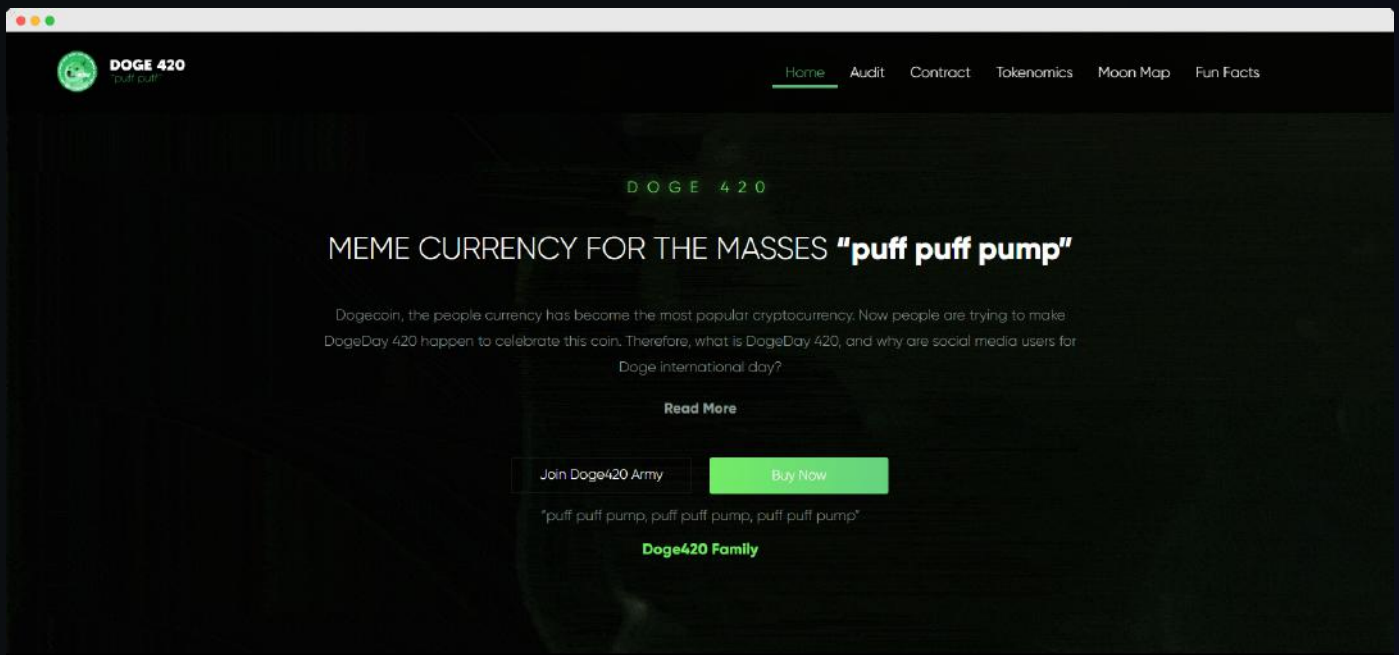 DOGE 420
"puff puff"
Home Audit Contract Tokenomics Moon Map Fun Facts
DOGE 420
MEME CURRENCY FOR THE MASSES “puff puff pump”
Dogecoin, the people currency has become the most popular cryptocurrency. Now people are trying to make
DogeDay 420 happen to celebrate this coin. Therefore, what is DogeDay 420, and why are social media users for
Doge international day?
Read More
Join Doge420 Army Buy Now
"puff puff pump, puff puff pump, puff puff pump"
Doge420 Family